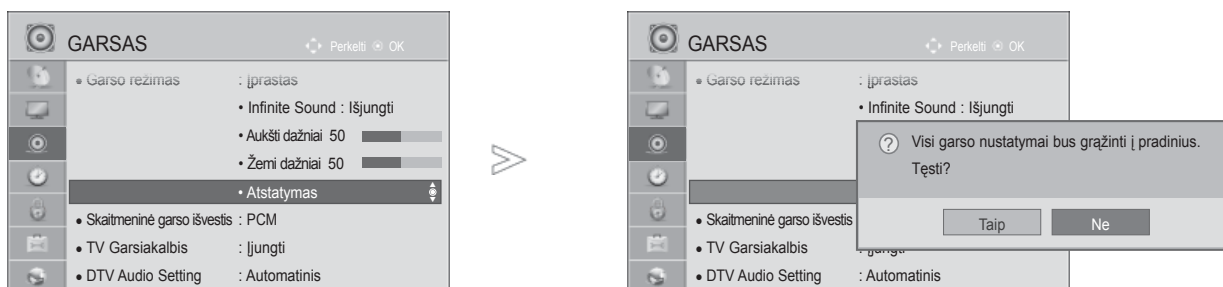 GARSAS
Perkelti OK
• Garso režimas : Įprastas
• Infinite Sound : Išjungti
• Aukšti dažniai 50
• Žemi dažniai 50
• Atstatymas
• Skaitmeninė garso išvestis : PCM
• TV Garsiakalbis : Įjungti
• DTV Audio Setting : Automatinis
GARSAS
Perkelti OK
• Garso režimas : Įprastas
• Infinite Sound : Išjungti
? Visi garso nustatymai bus grąžinti į pradinius.
Tęsti?
Taip Ne
• Skaitmeninė garso išvestis
• TV Garsiakalbis : Įjungti
• DTV Audio Setting : Automatinis